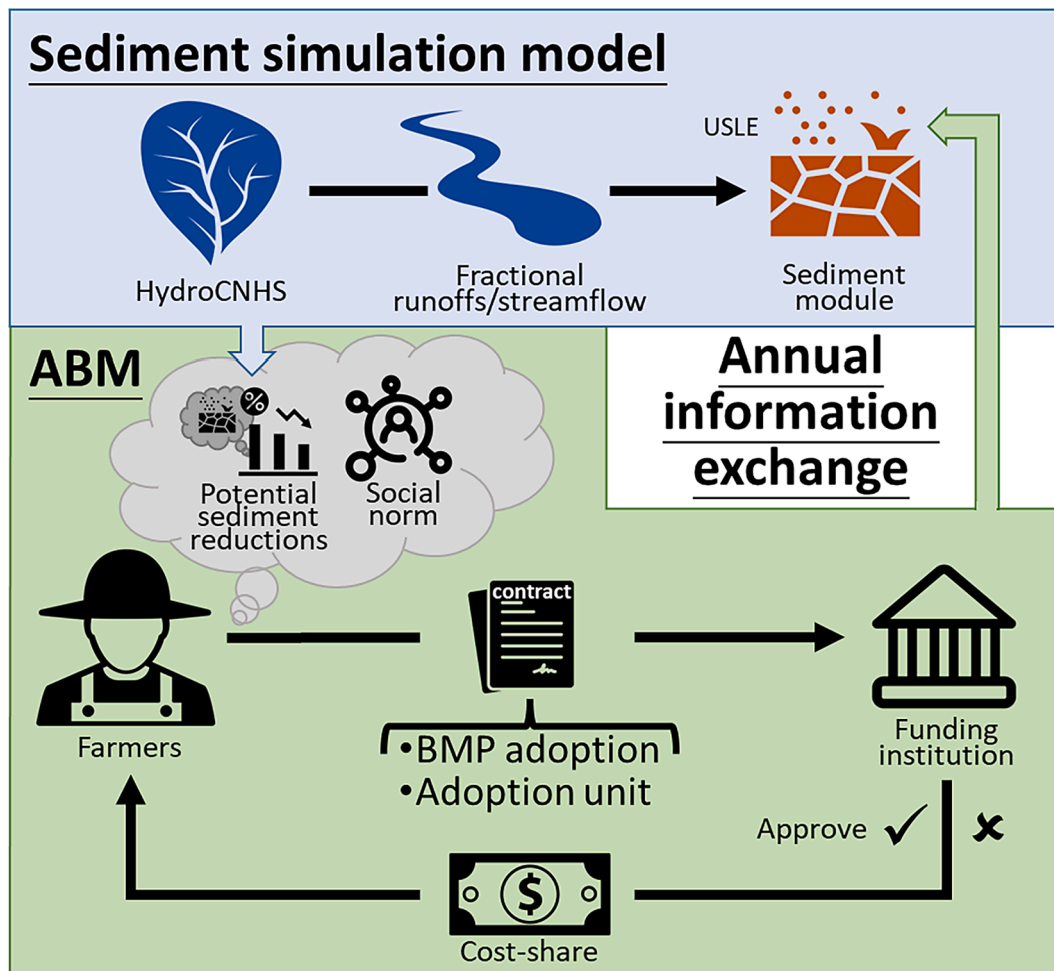 Sediment simulation model
USLE
HydroCNHS
Fractional
runoffs/streamflow
Sediment
module
ABM
Annual
information
exchange
%
Potential
sediment
reductions
Social
norm
contract
Farmers
•BMP adoption
•Adoption unit
Funding
institution
Approve ✓ ✘
$
Cost-share